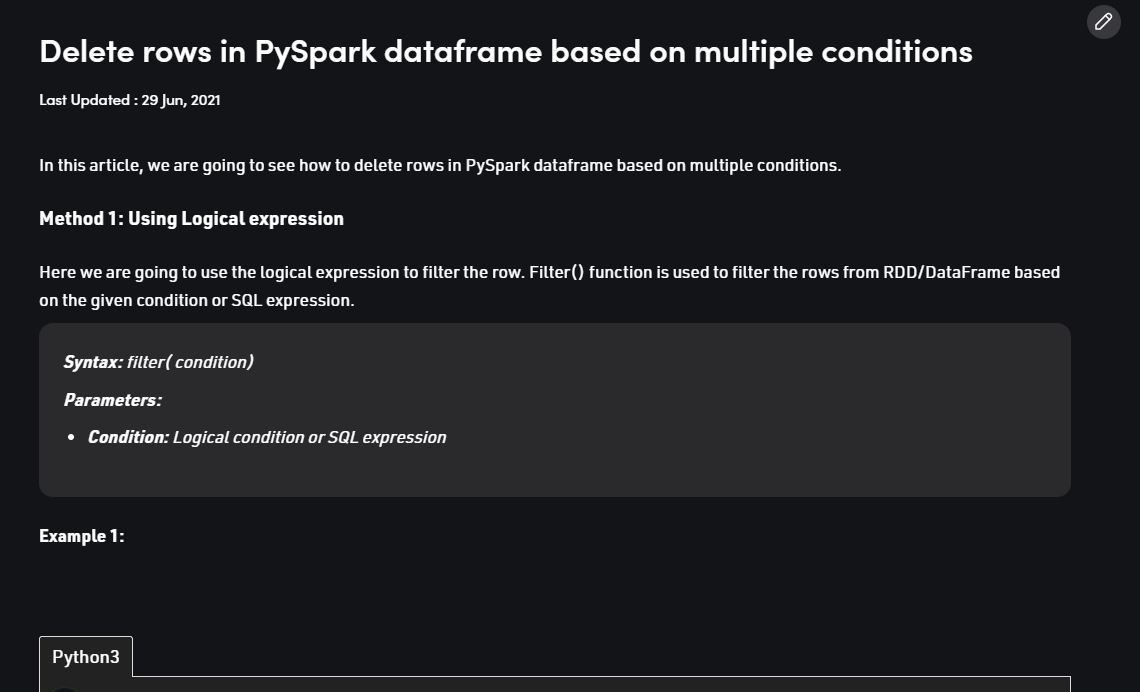 Delete rows in PySpark dataframe based on multiple conditions
Last Updated : 29 Jun, 2021
In this article, we are going to see how to delete rows in PySpark dataframe based on multiple conditions.
Method 1: Using Logical expression
Here we are going to use the logical expression to filter the row. Filter() function is used to filter the rows from RDD/DataFrame based
on the given condition or SQL expression.
Syntax: filter( condition)
Parameters:
• Condition: Logical condition or SQL expression
Example 1:
Python3